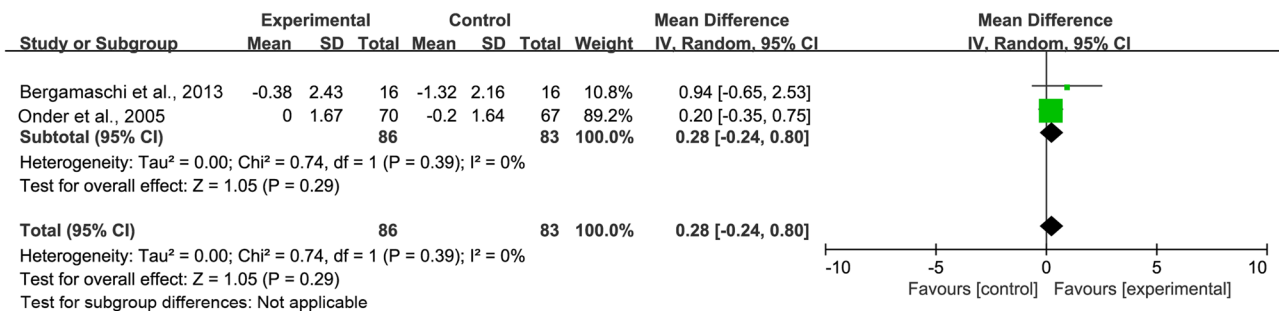 Experimental Control Mean Difference Mean Difference
Study or Subgroup Mean SD Total Mean SD Total Weight IV, Random, 95% CI IV, Random, 95% CI
Bergamaschi et al., 2013 -0.38 2.43 16 -1.32 2.16 16 10.8% 0.94 [-0.65, 2.53]
Onder et al., 2005 0 1.67 70 -0.2 1.64 67 89.2% 0.20 [-0.35, 0.75]
Subtotal (95% CI) 86 83 100.0% 0.28 [-0.24, 0.80]
Heterogeneity: Tau² = 0.00; Chi² = 0.74, df = 1 (P = 0.39); I² = 0%
Test for overall effect: Z = 1.05 (P = 0.29)
Total (95% CI) 86 83 100.0% 0.28 [-0.24, 0.80]
Heterogeneity: Tau² = 0.00; Chi² = 0.74, df = 1 (P = 0.39); I² = 0%
Test for overall effect: Z = 1.05 (P = 0.29)
Test for subgroup differences: Not applicable
-10 -5 0 5 10
Favours [control] Favours [experimental]